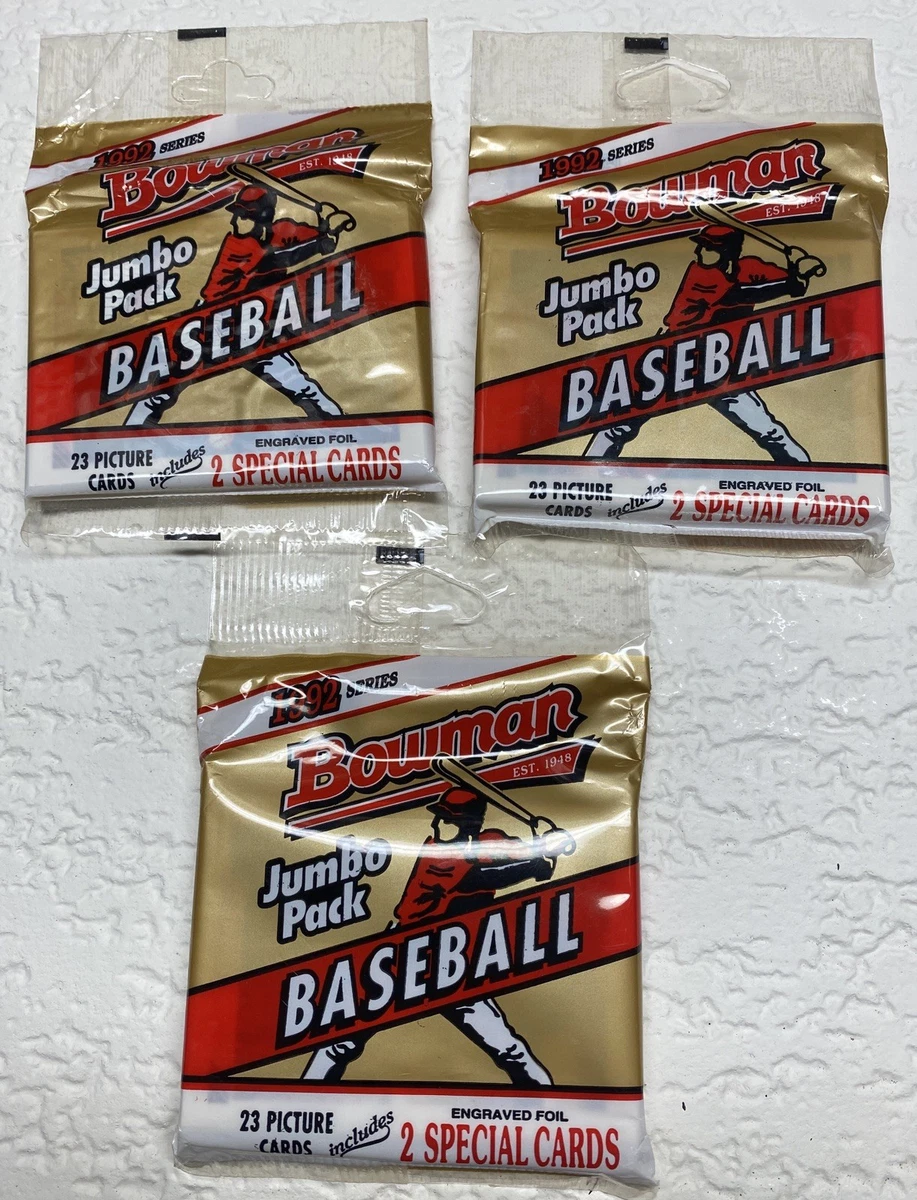 1992 SERIES
Bowman
EST. 1948
Jumbo
Pack
BASEBALL
23 PICTURE
CARDS includes
ENGRAVED FOIL
2 SPECIAL CARDS
1992 SERIES
Bowman
EST. 1948
Jumbo
Pack
BASEBALL
23 PICTURE
CARDS includes
ENGRAVED FOIL
2 SPECIAL CARDS
1992 SERIES
Bowman
EST. 1948
Jumbo
Pack
BASEBALL
23 PICTURE
CARDS includes
ENGRAVED FOIL
2 SPECIAL CARDS